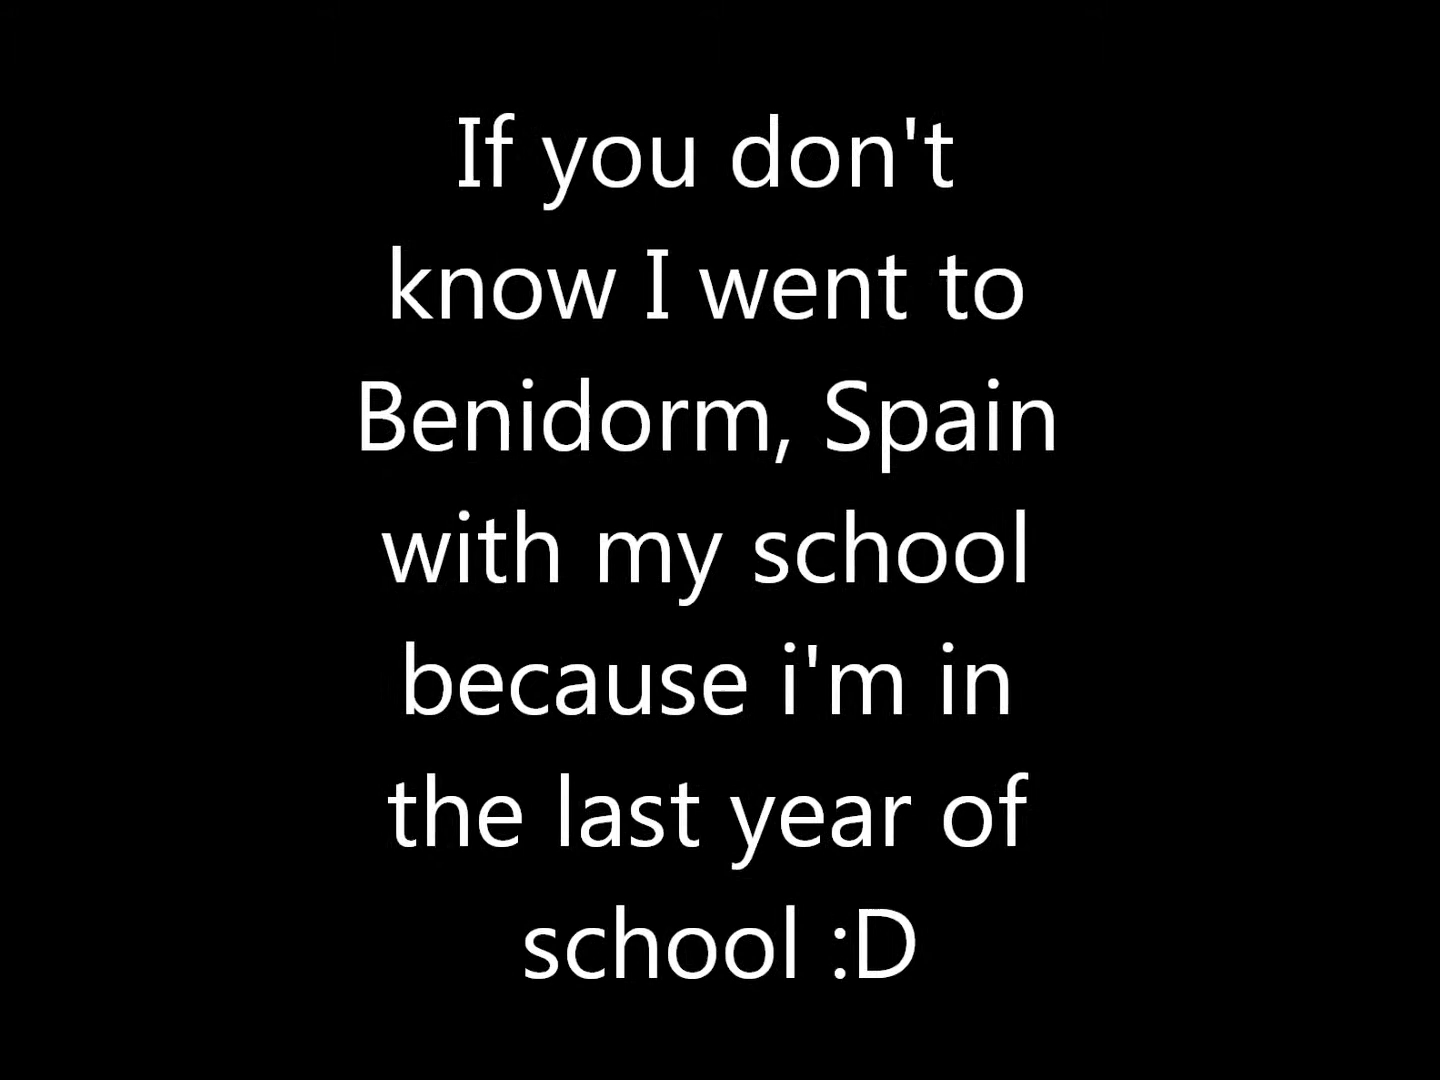 If you don't
know I went to
Benidorm, Spain
with my school
because i'm in
the last year of
school :D